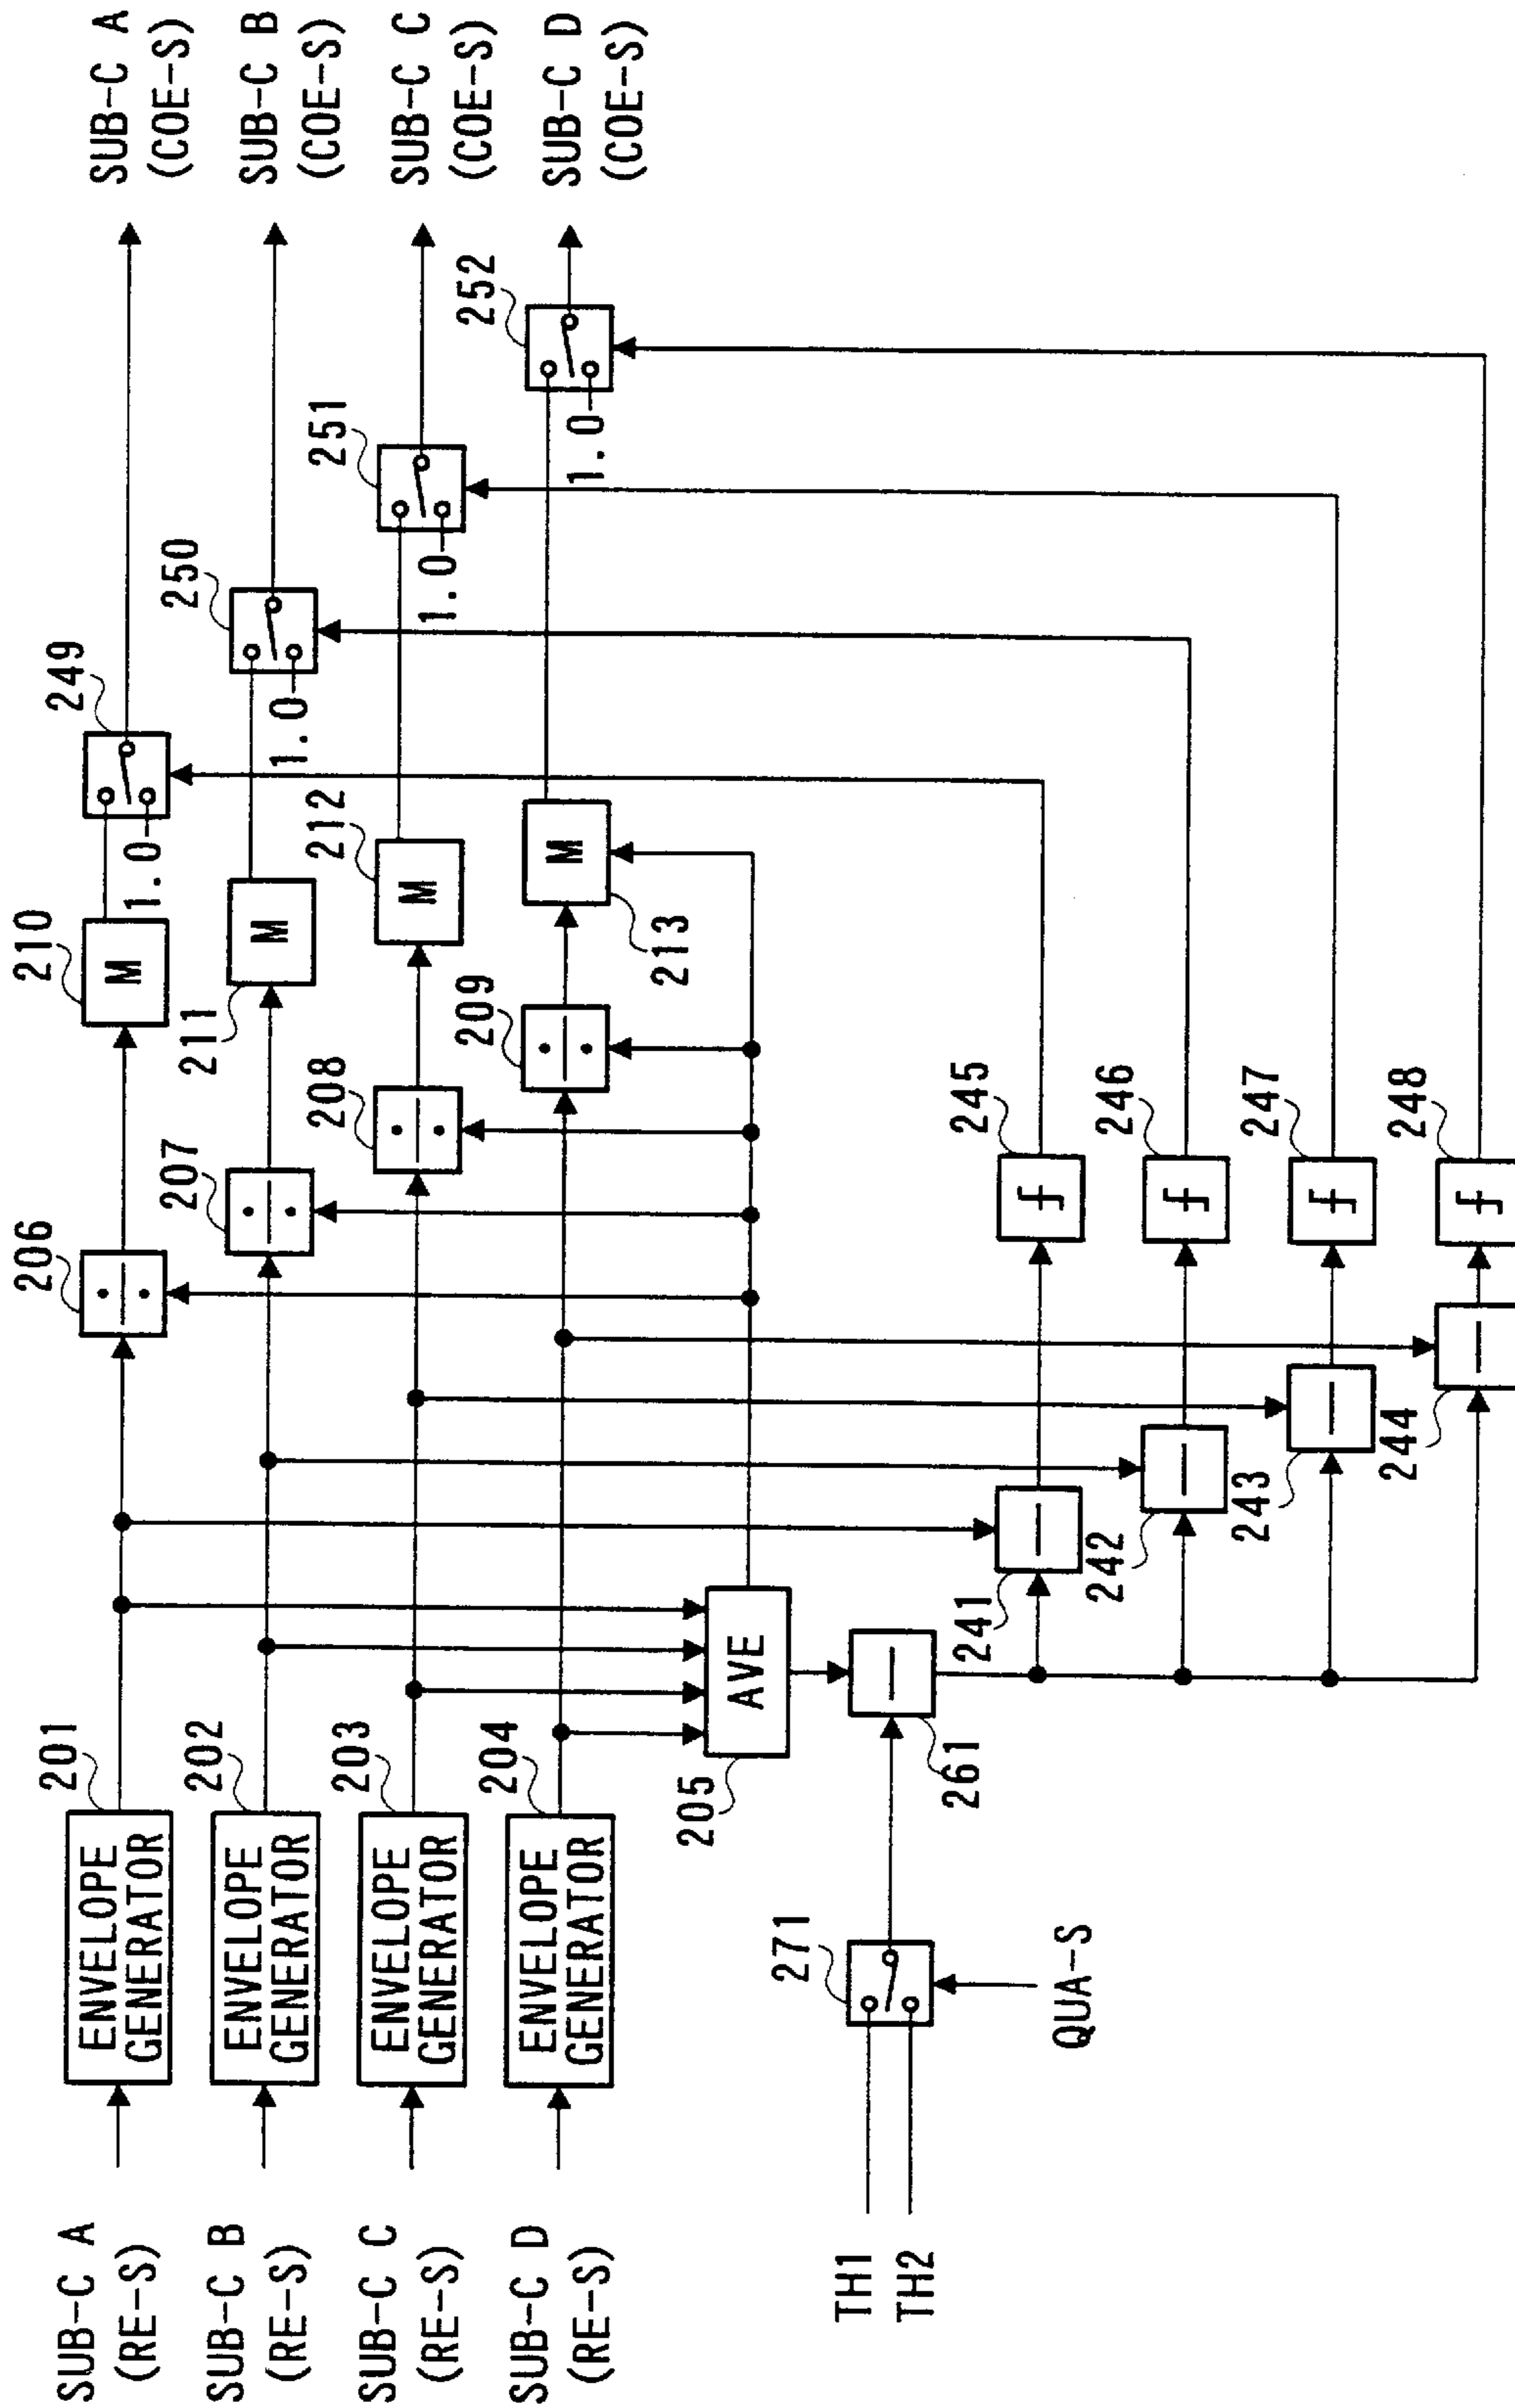 SUB-C A
(RE-S)
SUB-C B
(RE-S)
SUB-C C
(RE-S)
SUB-C D
(RE-S)
TH1
TH2
QUA-S
271
ENVELOPE
GENERATOR
201
ENVELOPE
GENERATOR
202
ENVELOPE
GENERATOR
203
ENVELOPE
GENERATOR
204
AVE
205
261
241
242
243
244
245
246
247
248
206
207
208
209
M
210
M
211
M
212
M
213
1.0
249
1.0
250
1.0
251
1.0
252
SUB-C A
(COE-S)
SUB-C B
(COE-S)
SUB-C C
(COE-S)
SUB-C D
(COE-S)